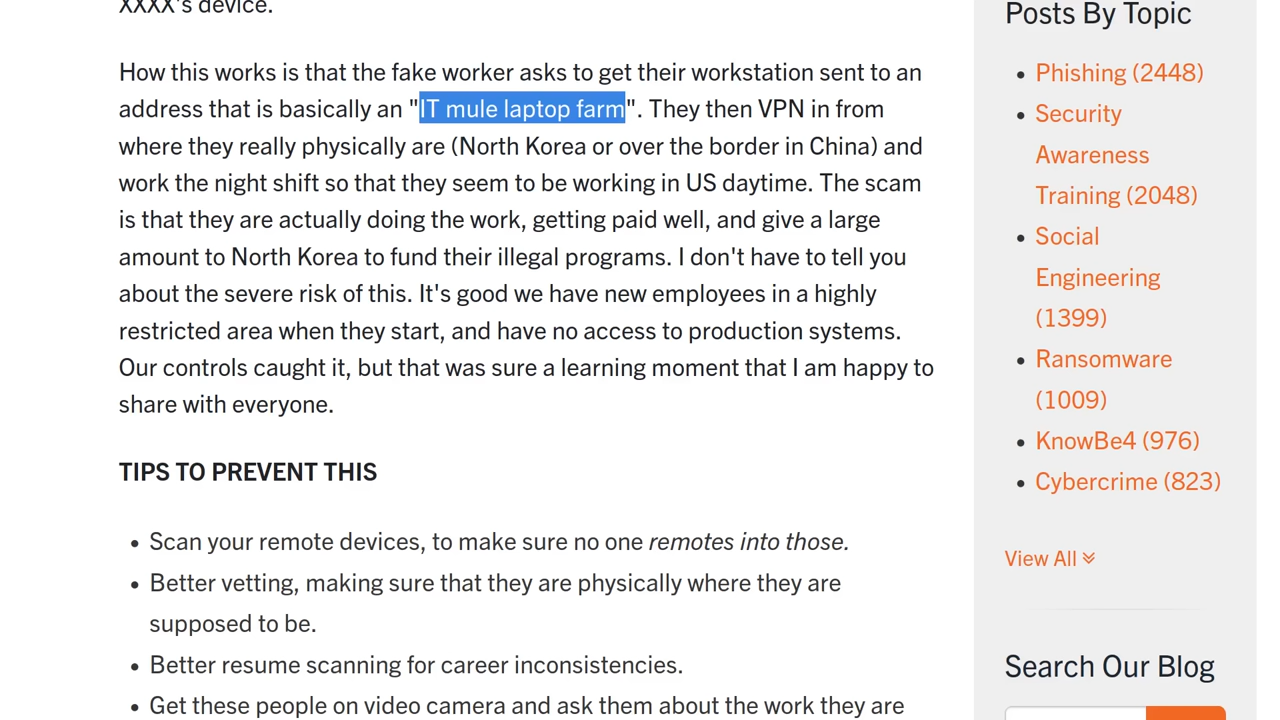 XXXX's device.
How this works is that the fake worker asks to get their workstation sent to an
address that is basically an "IT mule laptop farm". They then VPN in from
where they really physically are (North Korea or over the border in China) and
work the night shift so that they seem to be working in US daytime. The scam
is that they are actually doing the work, getting paid well, and give a large
amount to North Korea to fund their illegal programs. I don't have to tell you
about the severe risk of this. It's good we have new employees in a highly
restricted area when they start, and have no access to production systems.
Our controls caught it, but that was sure a learning moment that I am happy to
share with everyone.
TIPS TO PREVENT THIS
• Scan your remote devices, to make sure no one remotes into those.
• Better vetting, making sure that they are physically where they are
supposed to be.
• Better resume scanning for career inconsistencies.
• Get these people on video camera and ask them about the work they are
Posts By Topic
• Phishing (2448)
• Security
Awareness
Training (2048)
• Social
Engineering
(1399)
• Ransomware
(1009)
• KnowBe4 (976)
• Cybercrime (823)
View All
Search Our Blog